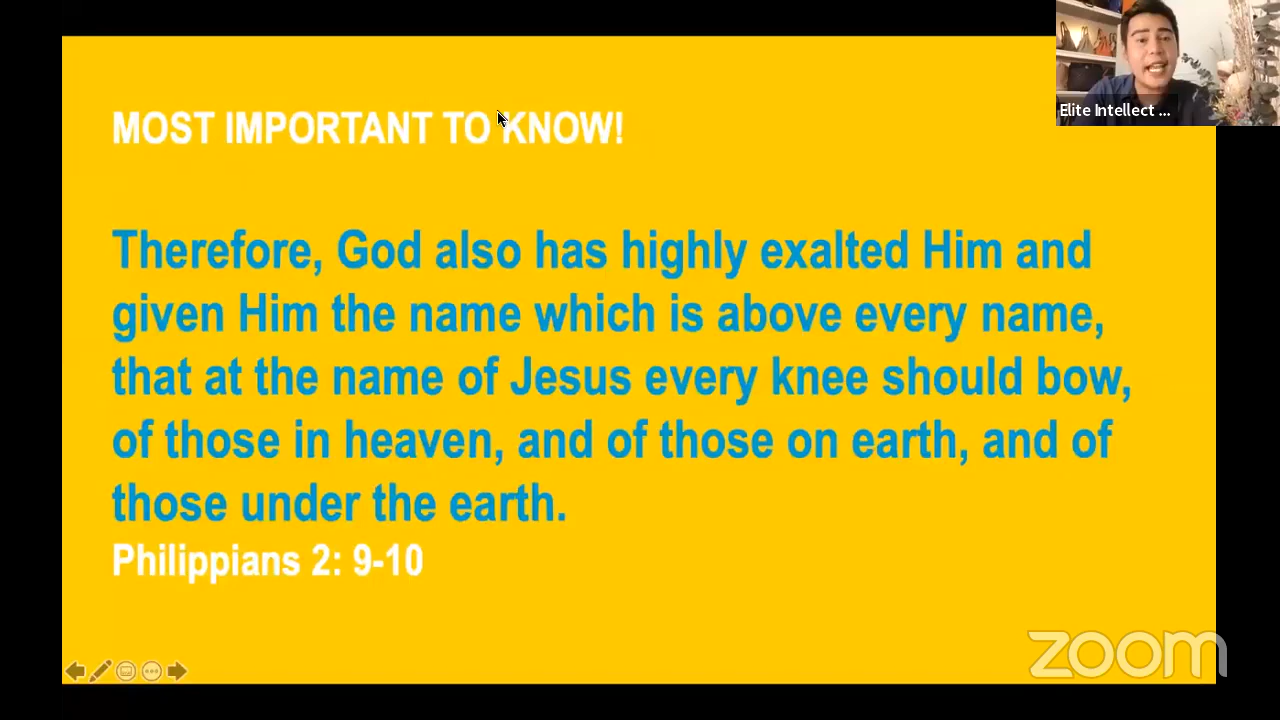 MOST IMPORTANT TO KNOW!
Therefore, God also has highly exalted Him and
given Him the name which is above every name,
that at the name of Jesus every knee should bow,
of those in heaven, and of those on earth, and of
those under the earth.
Philippians 2: 9-10
Elite Intellect ...
zoom